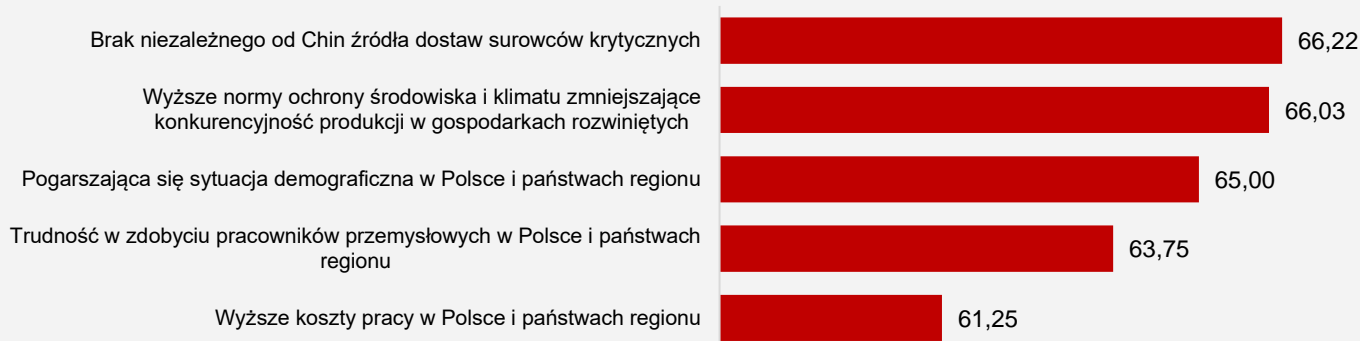 Brak niezależnego od Chin źródła dostaw surowców krytycznych
66,22
Wyższe normy ochrony środowiska i klimatu zmniejszające
konkurencyjność produkcji w gospodarkach rozwiniętych
66,03
Pogarszająca się sytuacja demograficzna w Polsce i państwach regionu
65,00
Trudność w zdobyciu pracowników przemysłowych w Polsce i państwach
regionu
63,75
Wyższe koszty pracy w Polsce i państwach regionu
61,25